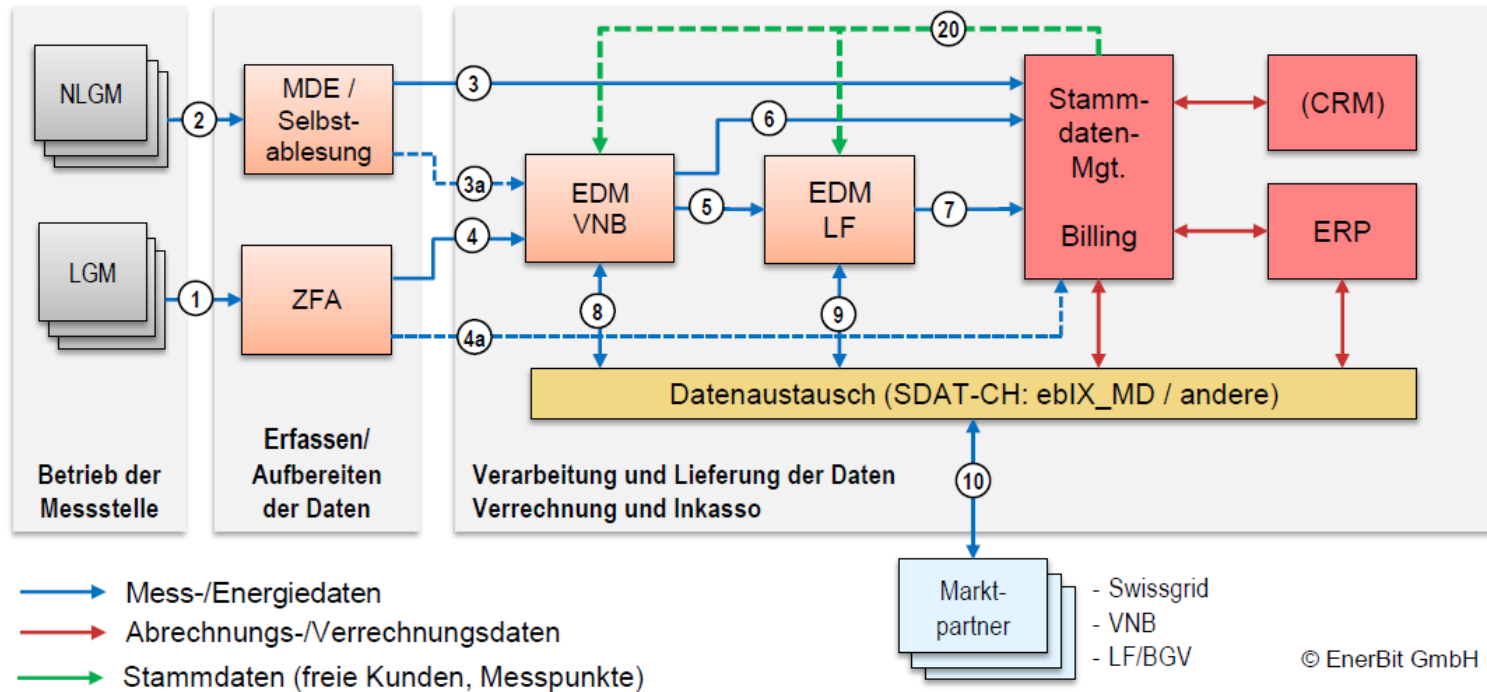 NLGM
2
MDE /
Selbst-
ablesung
3
3a
LGM
1
ZFA
4
4a
20
6
EDM
VNB
5
EDM
LF
7
8
9
Stamm-
daten-
Mgt.
Billing
(CRM)
ERP
Datenaustausch (SDAT-CH: ebIX_MD / andere)
Betrieb der
Messstelle
Erfassen/
Aufbereiten
der Daten
Verarbeitung und Lieferung der Daten
Verrechnung und Inkasso
10
Mess-/Energiedaten
Abrechnungs-/Verrechnungsdaten
Stammdaten (freie Kunden, Messpunkte)
Markt-
partner
- Swissgrid
- VNB
- LF/BGV
© EnerBit GmbH